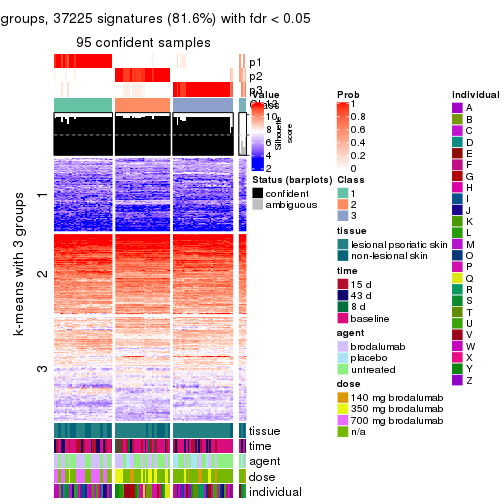 groups, 37225 signatures (81.6%) with fdr < 0.05
95 confident samples
p1
p2
p3
Class
1
2
3
k-means with 3 groups
Silhouette
score
Value
10
8
6
4
2
Status (barplots)
confident
ambiguous
Prob
1
0.8
0.6
0.4
0.2
0
Class
1
2
3
tissue
lesional psoriatic skin
non-lesional skin
time
15 d
43 d
8 d
baseline
agent
brodalumab
placebo
untreated
dose
140 mg brodalumab
350 mg brodalumab
700 mg brodalumab
n/a
individual
A
B
C
D
E
F
G
H
I
J
K
L
M
O
P
Q
R
S
T
U
V
W
X
Y
Z
tissue
time
agent
dose
individual